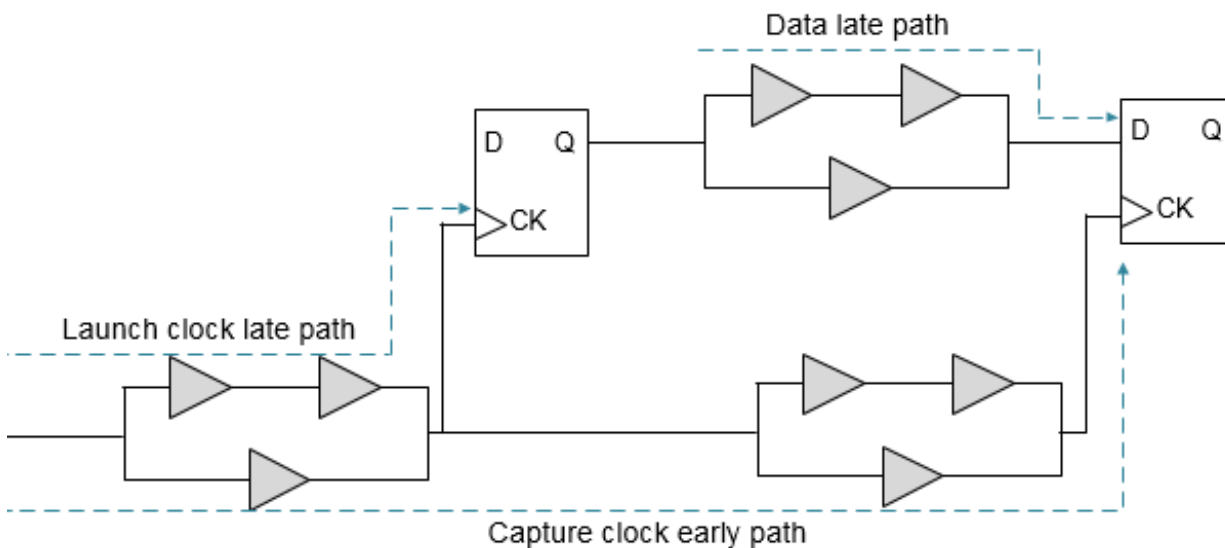 Data late path
D Q
D Q
CK
CK
Launch clock late path
Capture clock early path